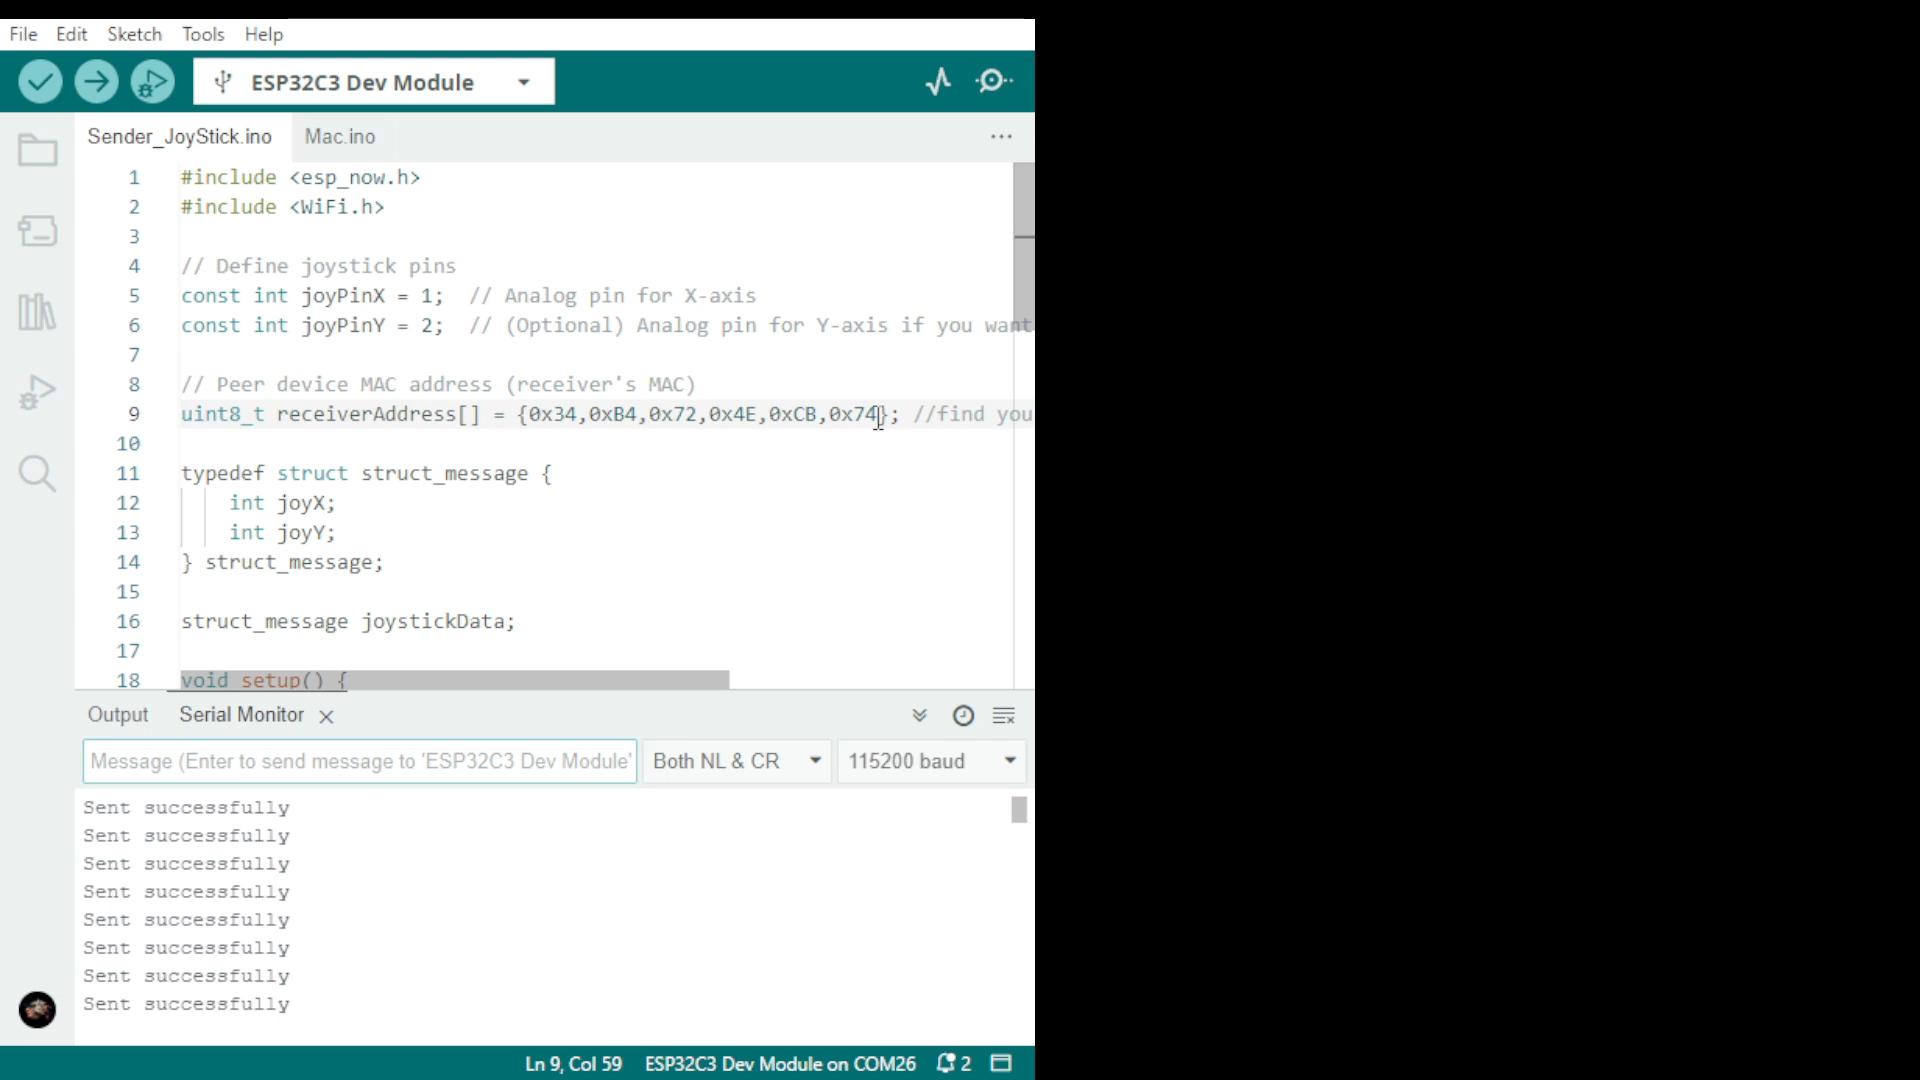 File Edit Sketch Tools Help
ESP32C3 Dev Module
Sender_JoyStick.ino Mac.ino
1 #include <esp_now.h>
2 #include <WiFi.h>
3
4 // Define joystick pins
5 const int joyPinX = 1; // Analog pin for X-axis
6 const int joyPinY = 2; // (Optional) Analog pin for Y-axis if you want
7
8 // Peer device MAC address (receiver's MAC)
9 uint8_t receiverAddress[] = {0x34,0xB4,0x72,0x4E,0xCB,0x74}; //find you
10
11 typedef struct struct_message {
12 int joyX;
13 int joyY;
14 } struct_message;
15
16 struct_message joystickData;
17
18 void setup() {
Output Serial Monitor
Message (Enter to send message to 'ESP32C3 Dev Module' Both NL & CR 115200 baud
Sent successfully
Sent successfully
Sent successfully
Sent successfully
Sent successfully
Sent successfully
Sent successfully
Sent successfully
Ln 9, Col 59 ESP32C3 Dev Module on COM26 2